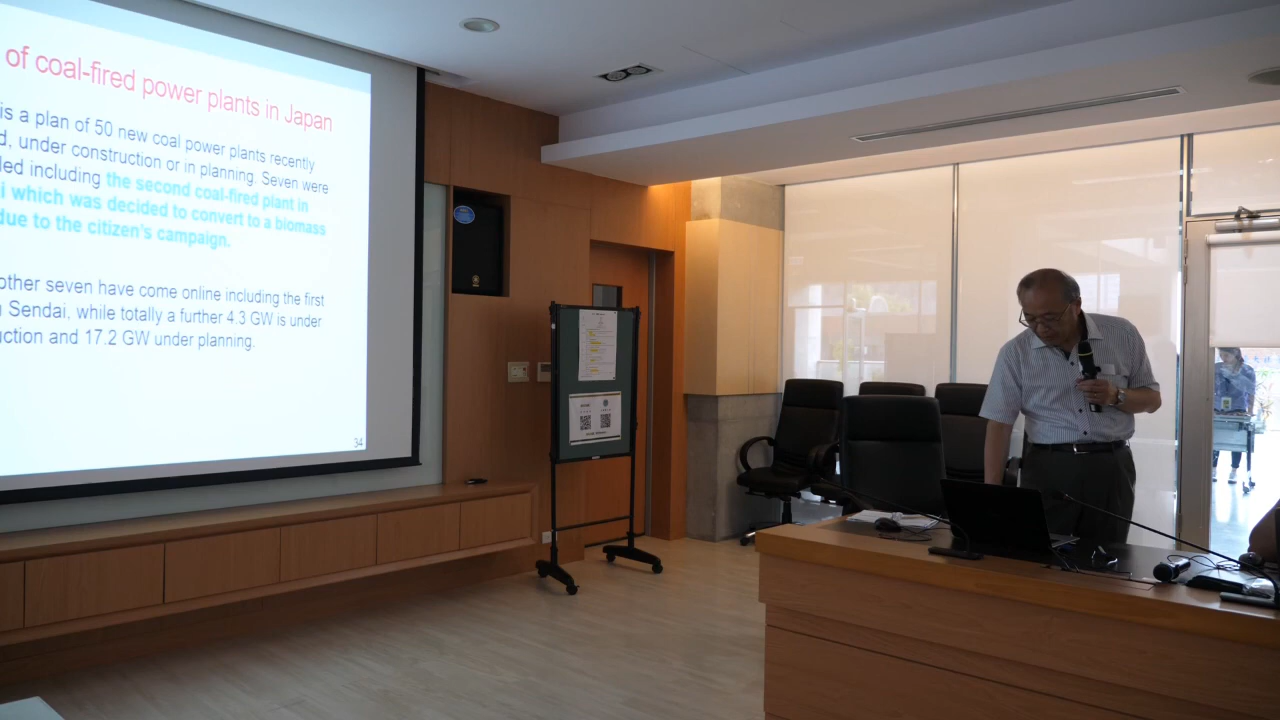 of coal-fired power plants in Japan
is a plan of 50 new coal power plants recently
d, under construction or in planning. Seven were
led including the second coal-fired plant in
i which was decided to convert to a biomass
due to the citizen's campaign.
other seven have come online including the first
Sendai, while totally a further 4.3 GW is under
uction and 17.2 GW under planning.
34